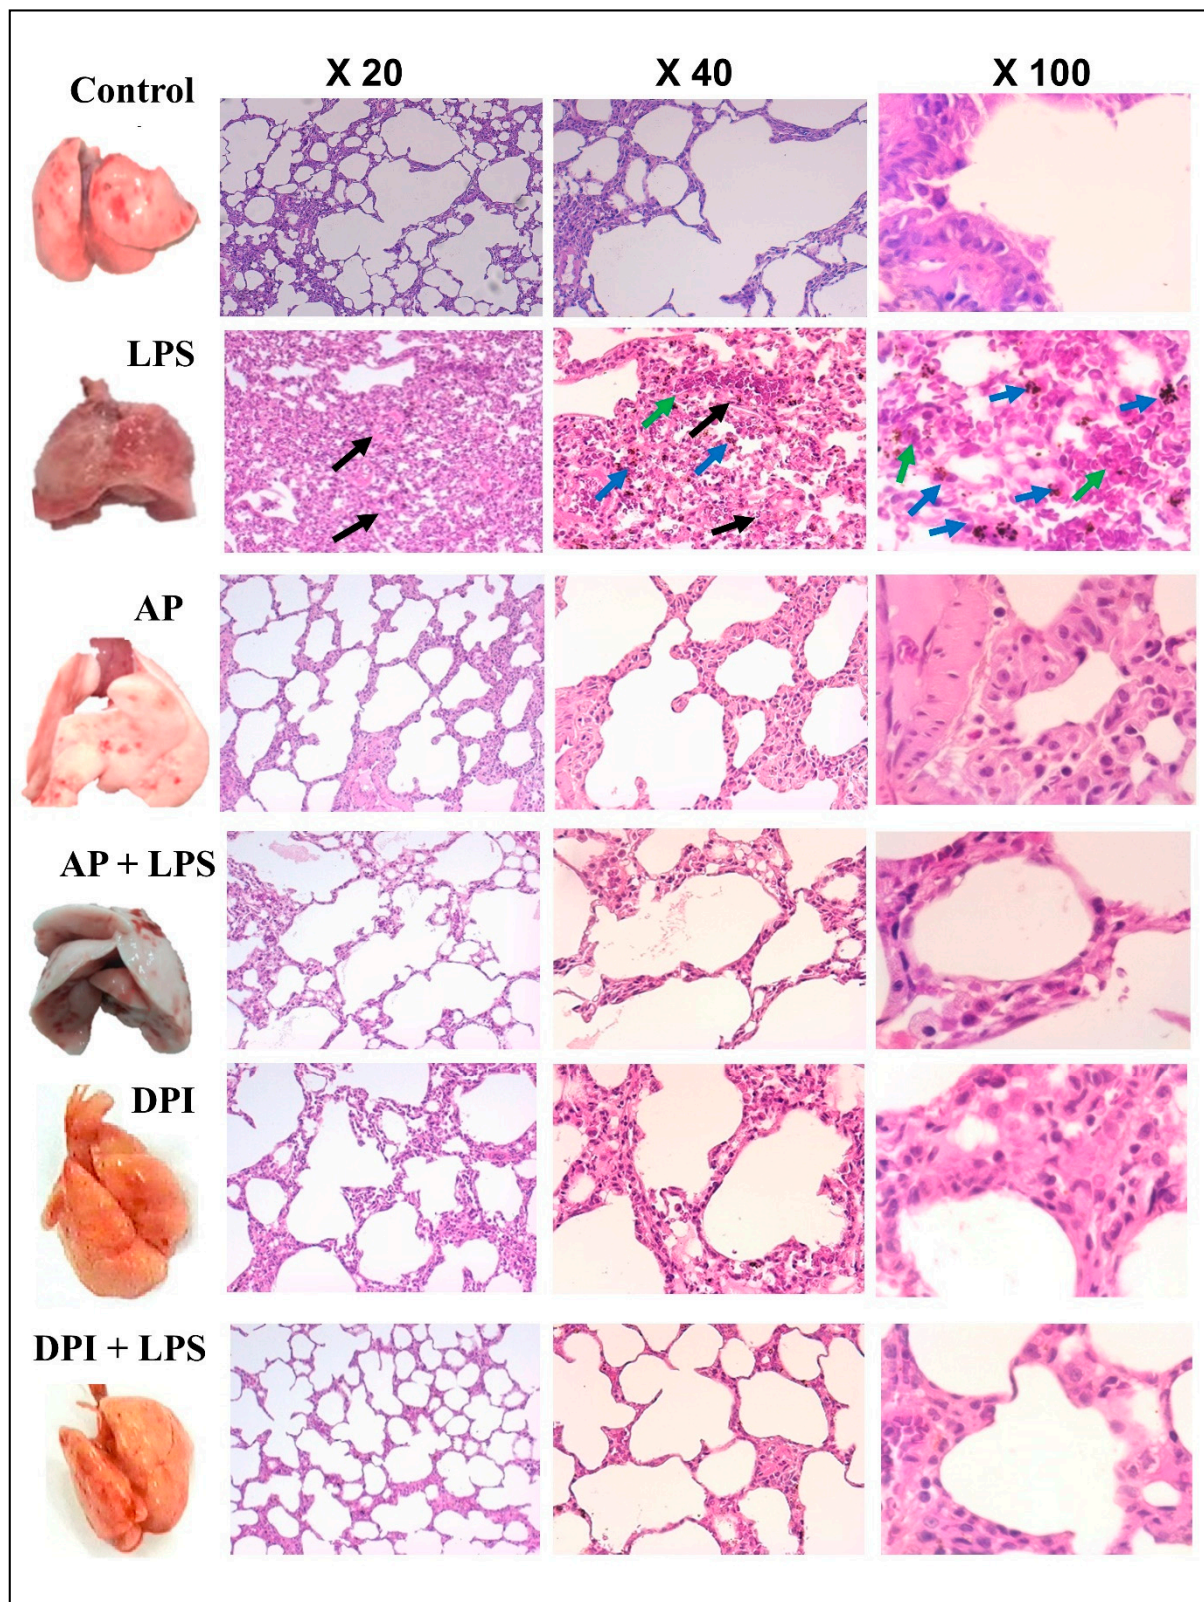 X 20
X 40
X 100
Control
LPS
AP
AP + LPS
DPI
DPI + LPS